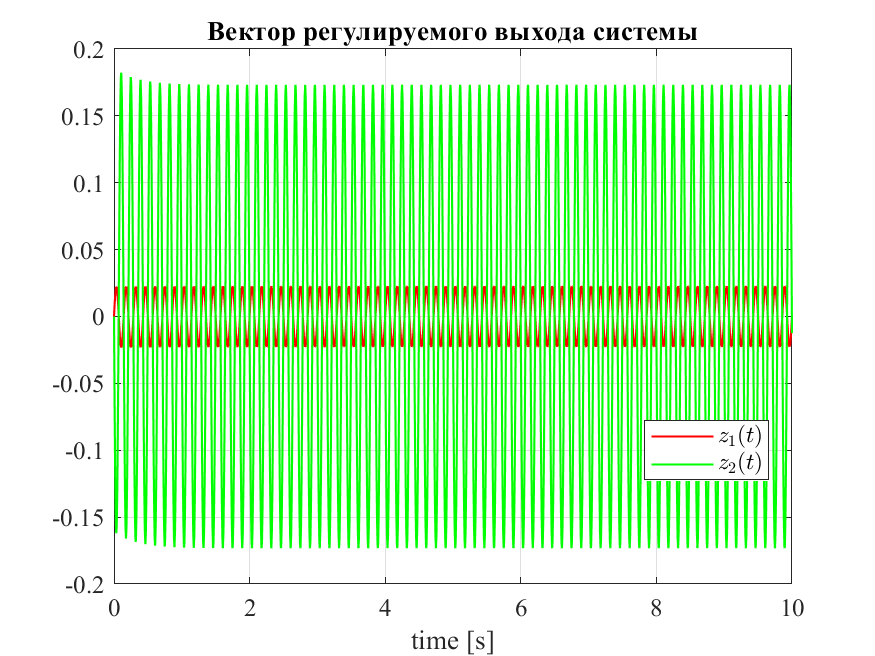 Вектор регулируемого выхода системы
0.2
0.15
0.1
0.05
0
-0.05
-0.1
-0.15
-0.2
z₁(t)
z₂(t)
0 2 4 6 8 10
time [s]